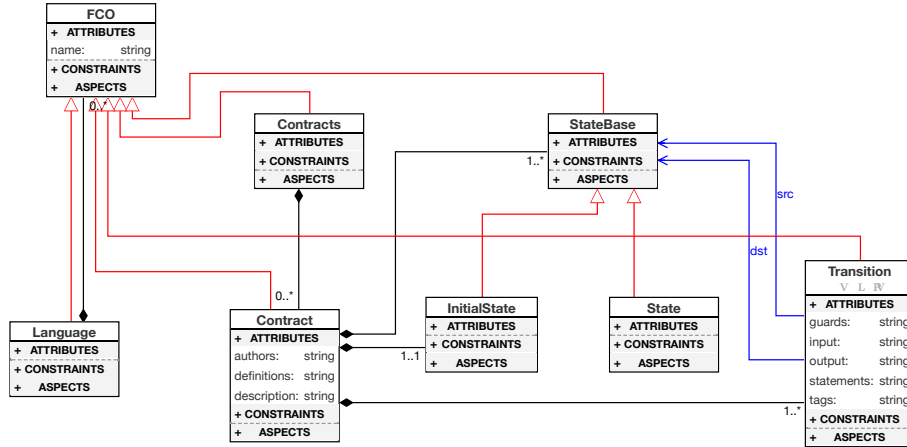 FCO
+ ATTRIBUTES
name: string
+ CONSTRAINTS
+ ASPECTS
0..*
Contracts
+ ATTRIBUTES
+ CONSTRAINTS
+ ASPECTS
StateBase
+ ATTRIBUTES
+ CONSTRAINTS
+ ASPECTS
1..*
src
dst
Transition
V L PV
+ ATTRIBUTES
guards: string
input: string
output: string
statements: string
tags: string
+ CONSTRAINTS
+ ASPECTS
1..*
Language
+ ATTRIBUTES
+ CONSTRAINTS
+ ASPECTS
0..*
Contract
+ ATTRIBUTES
authors: string
definitions: string
description: string
+ CONSTRAINTS
+ ASPECTS
1..1
InitialState
+ ATTRIBUTES
+ CONSTRAINTS
+ ASPECTS
State
+ ATTRIBUTES
+ CONSTRAINTS
+ ASPECTS